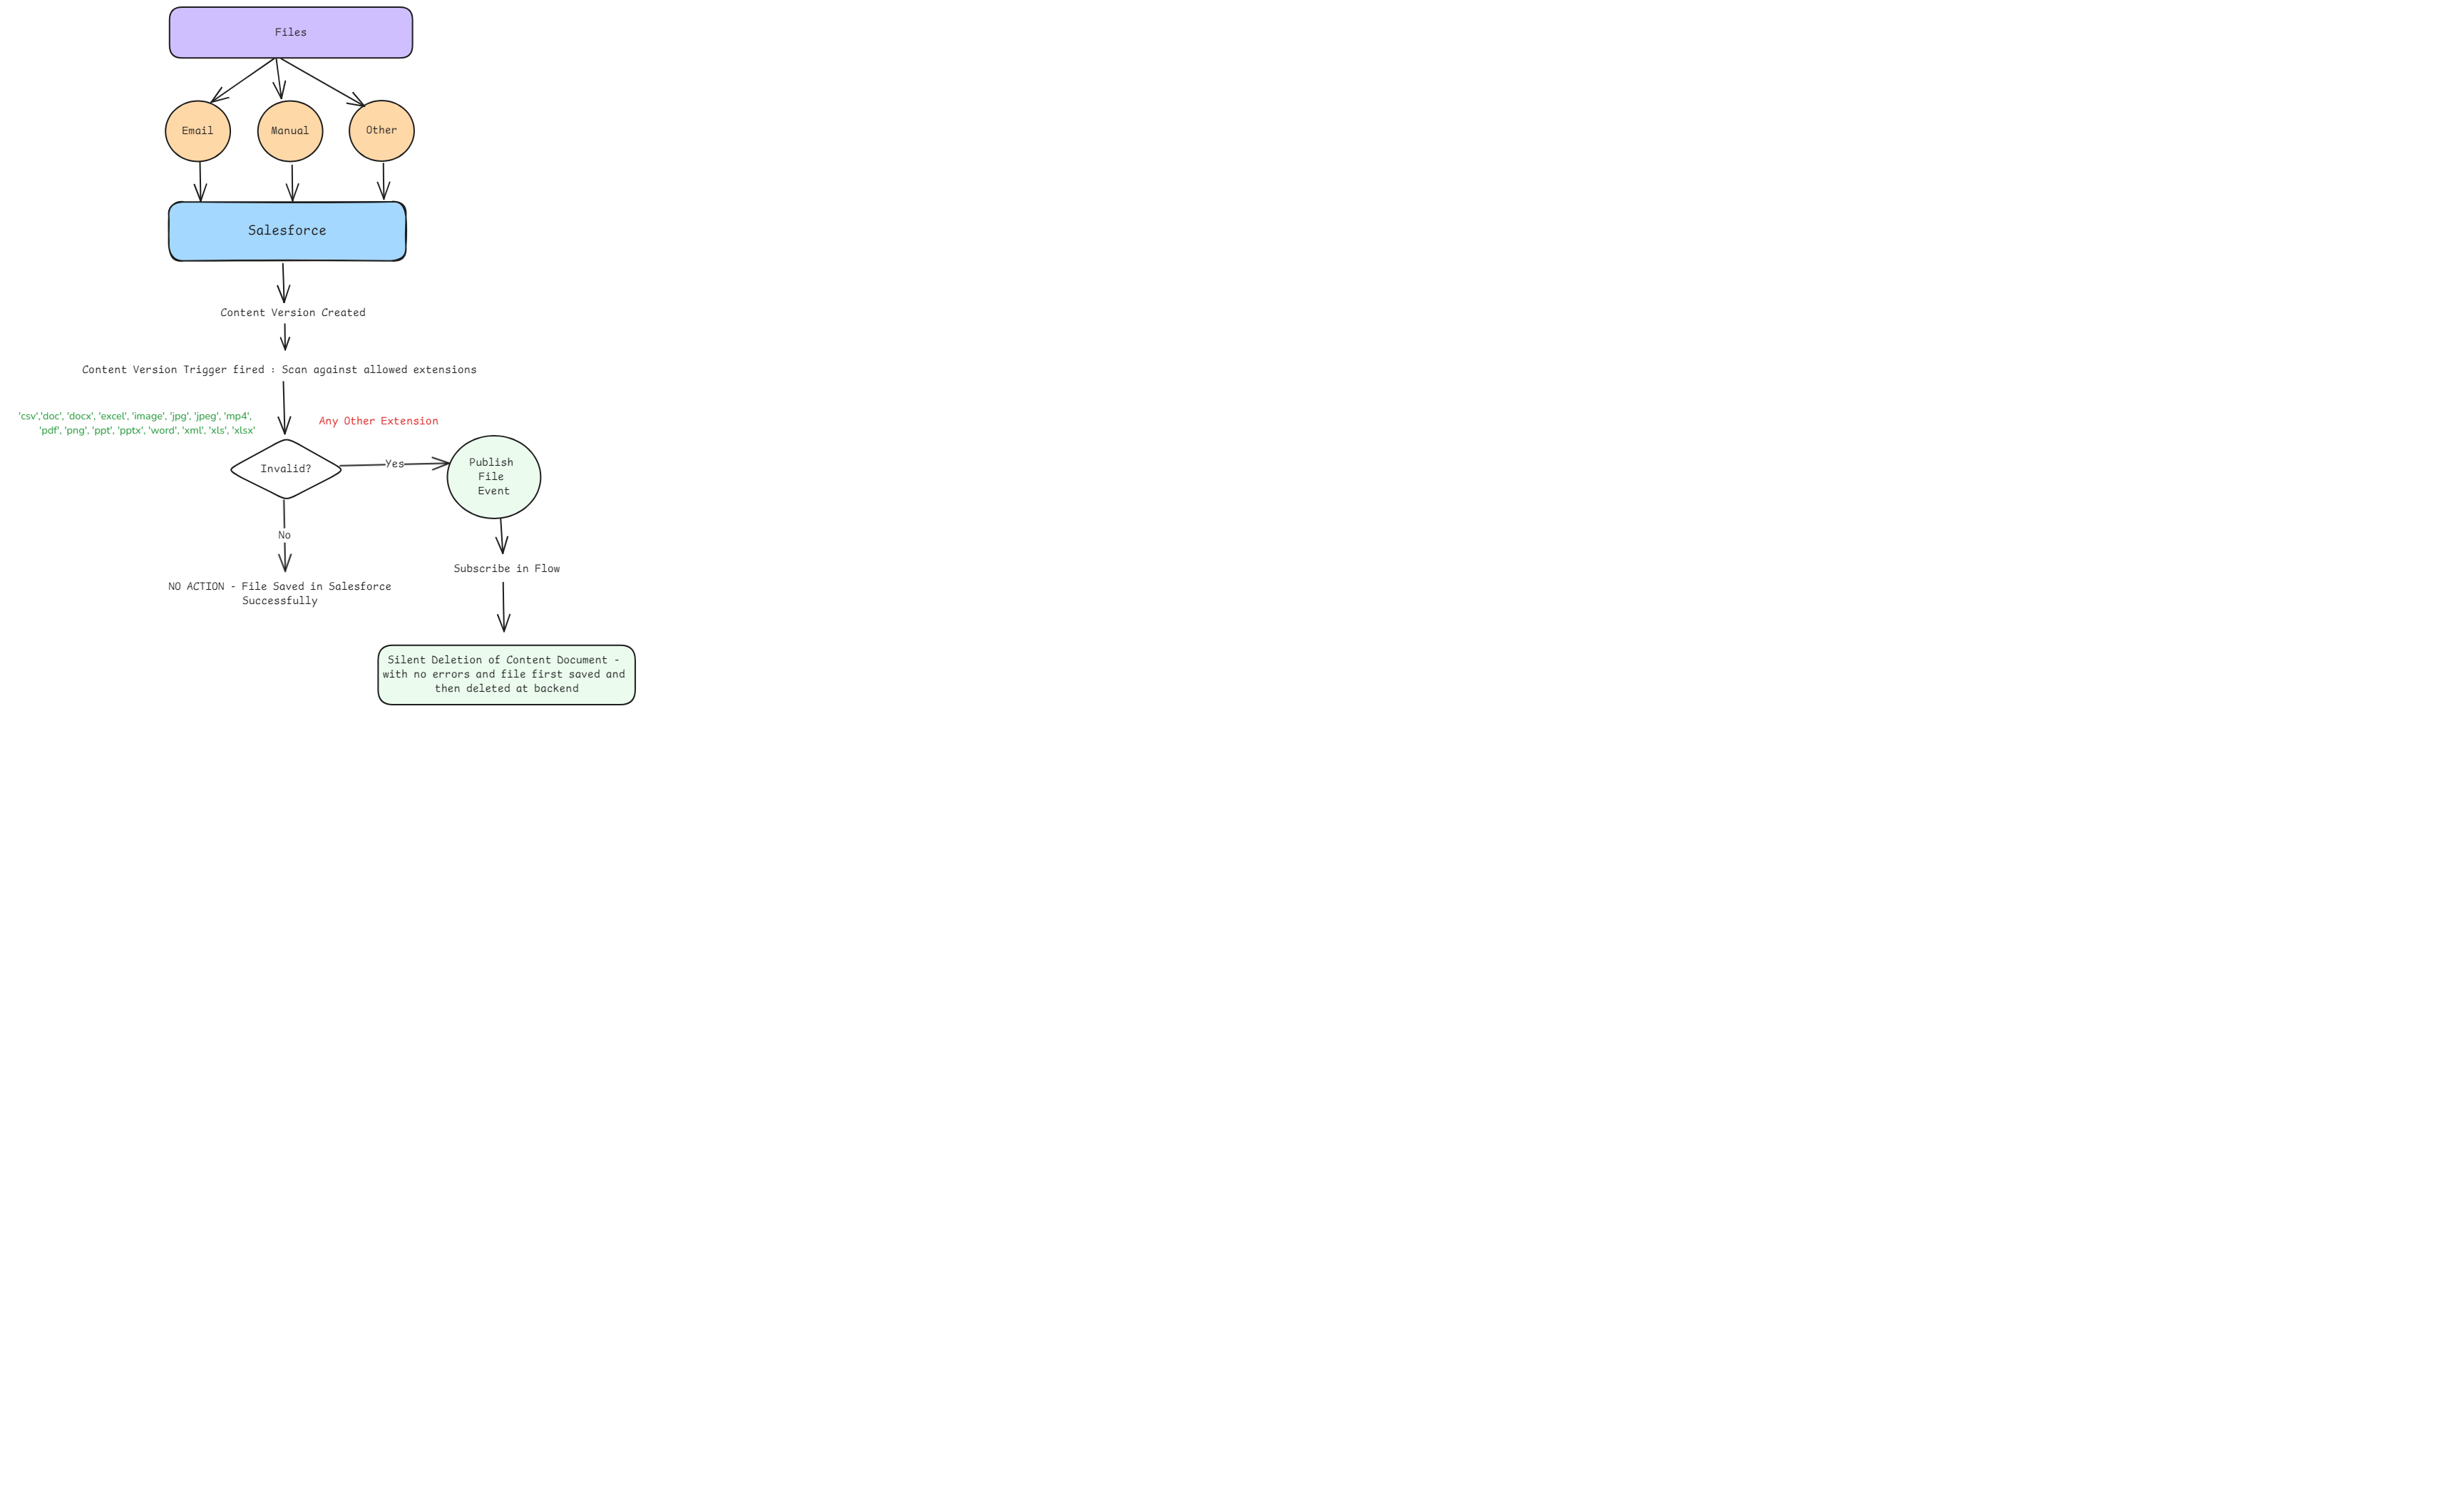 Files
Email
Manual
Other
Salesforce
Content Version Created
Content Version Trigger fired : Scan against allowed extensions
'csv','doc', 'docx', 'excel', 'image', 'jpg', 'jpeg', 'mp4',
'pdf', 'png', 'ppt', 'pptx', 'word', 'xml', 'xls', 'xlsx'
Any Other Extension
Invalid?
Yes
Publish
File
Event
No
Subscribe in Flow
NO ACTION - File Saved in Salesforce
Successfully
Silent Deletion of Content Document -
with no errors and file first saved and
then deleted at backend